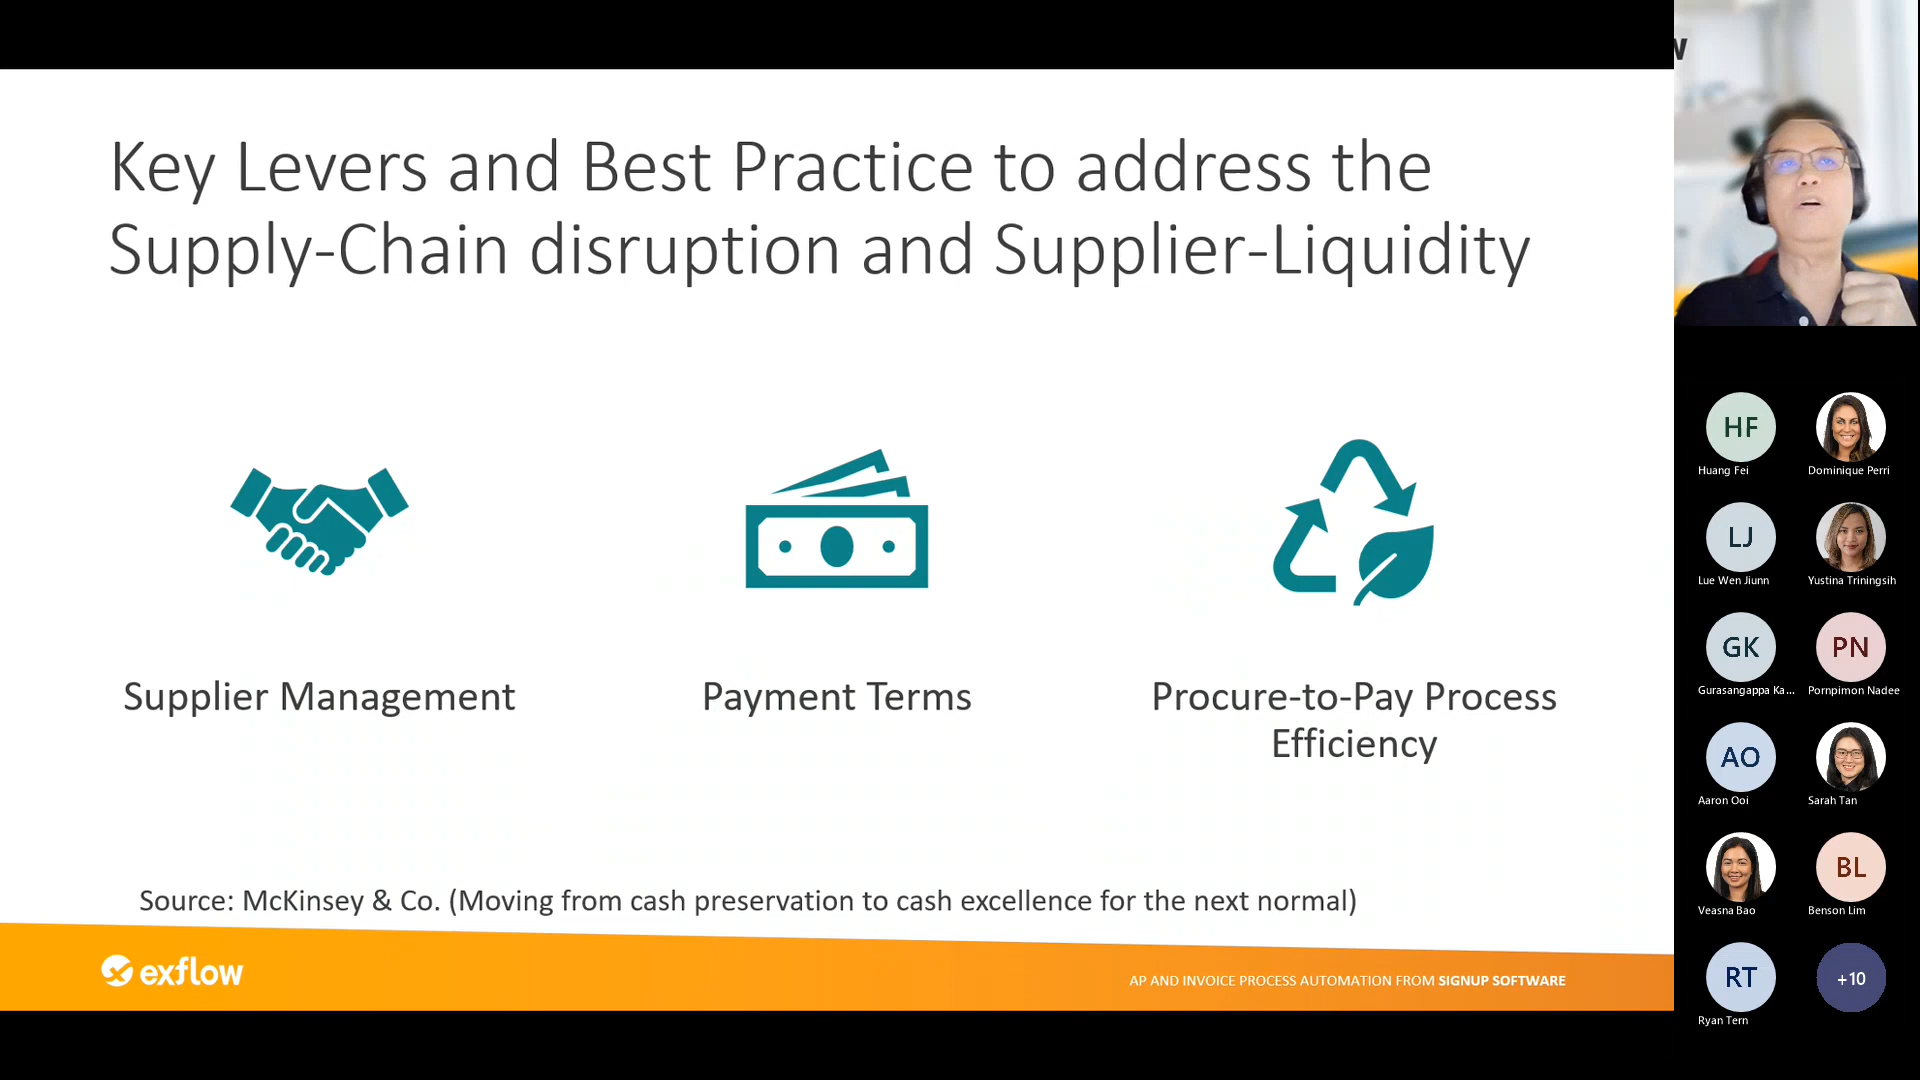 Key Levers and Best Practice to address the
Supply-Chain disruption and Supplier-Liquidity
Supplier Management
Payment Terms
Procure-to-Pay Process
Efficiency
Source: McKinsey & Co. (Moving from cash preservation to cash excellence for the next normal)
exflow
AP AND INVOICE PROCESS AUTOMATION FROM SIGNUP SOFTWARE
HF
Huang Fei
Dominique Perri
LJ
Lue Wen Jiunn
Yustina Triningsih
GK
Gurasangappa Ka...
PN
Pornpimon Nadee
AO
Aaron Ooi
Sarah Tan
Veasna Bao
BL
Benson Lim
RT
Ryan Tern
+10